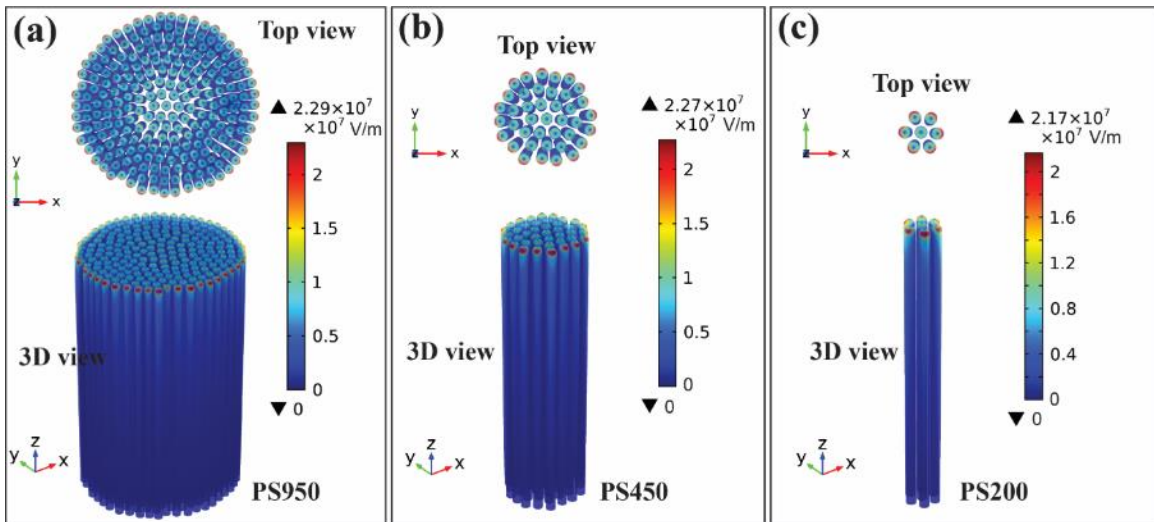 (a)
Top view
▲ 2.29×10⁷
×10⁷ V/m
2
1.5
1
0.5
0
▼ 0
y
x
3D view
y
z
x
PS950
(b)
Top view
▲ 2.27×10⁷
×10⁷ V/m
2
1.5
1
0.5
0
▼ 0
y
x
3D view
y
z
x
PS450
(c)
Top view
▲ 2.17×10⁷
×10⁷ V/m
2
1.6
1.2
0.8
0.4
0
▼ 0
y
x
3D view
y
z
x
PS200